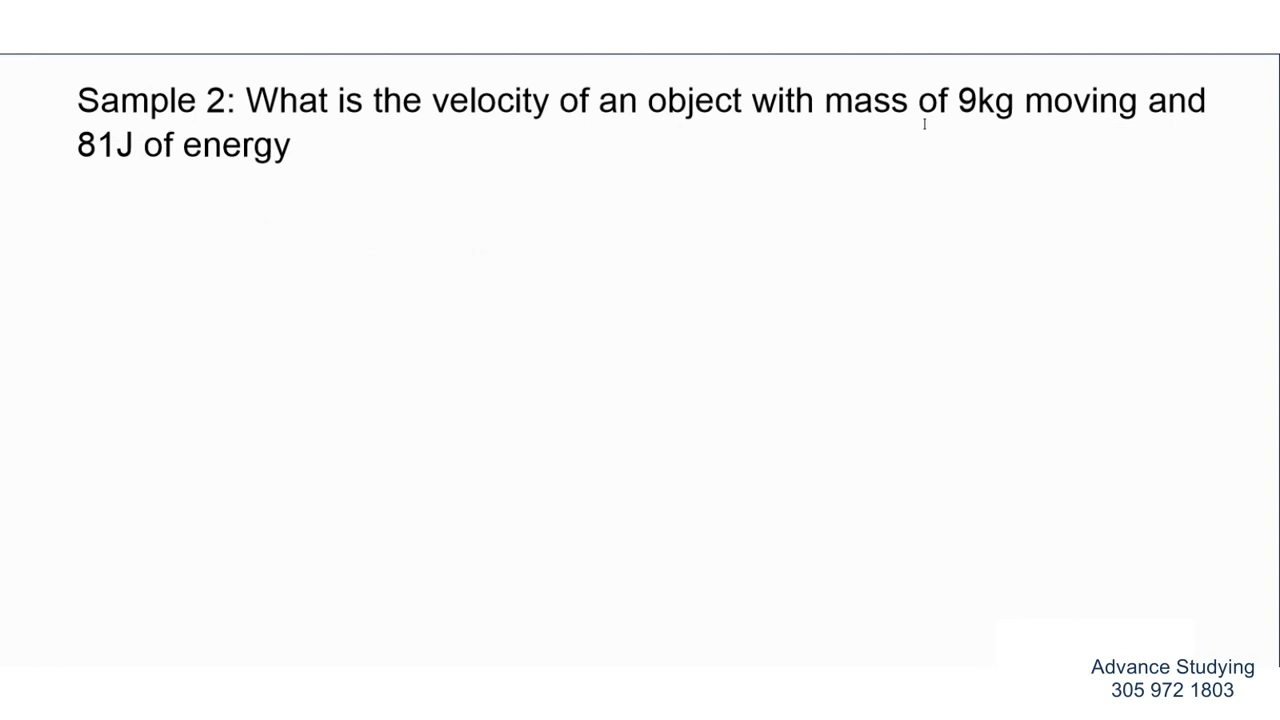 Sample 2: What is the velocity of an object with mass of 9kg moving and
81J of energy
Advance Studying
305 972 1803